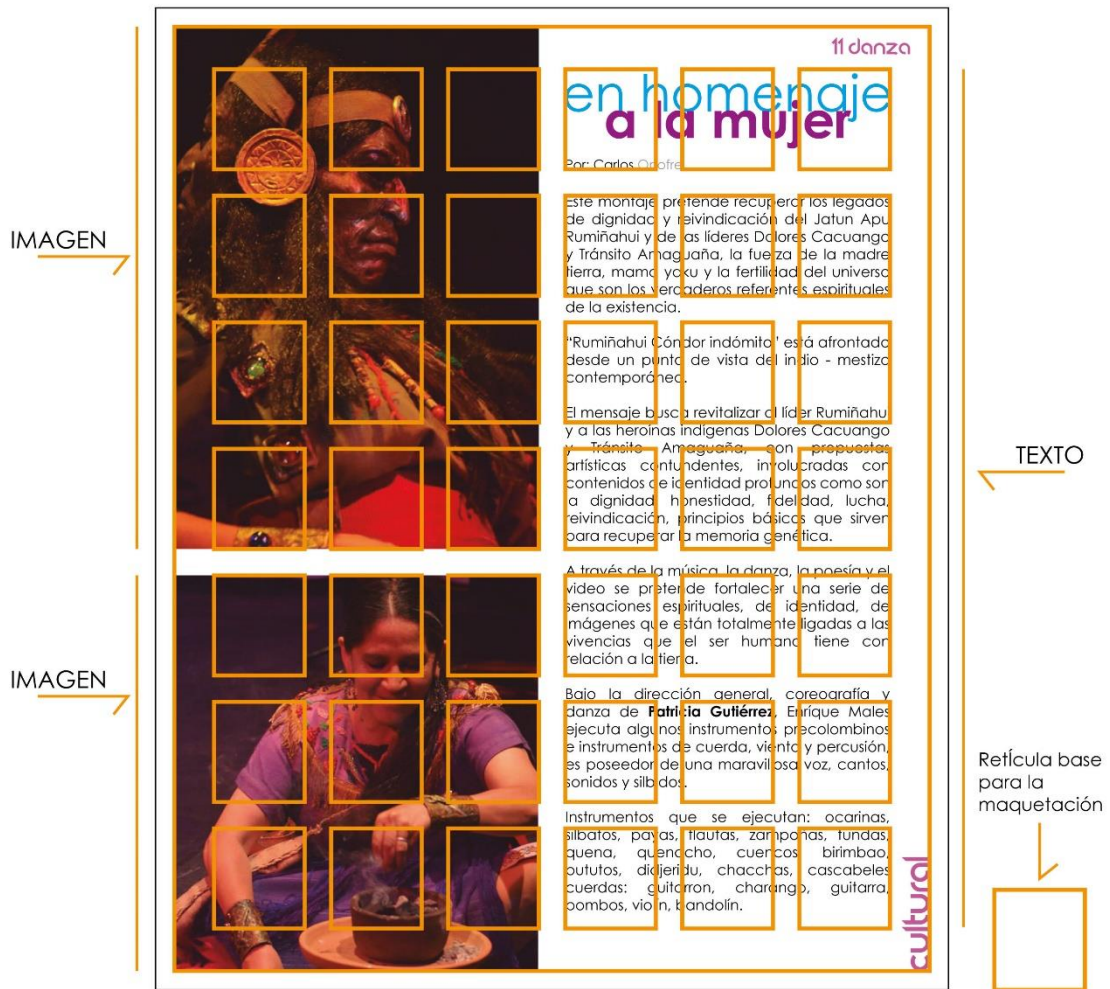 11 danza
en homenaje
a la mujer
Por: Carlos Onofre
Este montaje pretende recuperar los legados
de dignidad y reivindicación del Jatun Apu
Rumiñahui y de las líderes Dolores Cacuango
y Tránsito Amaguaña, la fuerza de la madre
tierra, mama yaku y la fertilidad del universo
que son los verdaderos referentes espirituales
de la existencia.
“Rumiñahui Cóndor indómito” está afrontado
desde un punto de vista del indio - mestizo
contemporáneo.
El mensaje busca revitalizar al líder Rumiñahui
y a las heroínas indígenas Dolores Cacuango
y Tránsito Amaguaña, con propuestas
artísticas contundentes, involucradas con
contenidos de identidad profundos como son
la dignidad, honestidad, fidelidad, lucha,
reivindicación, principios básicos que sirven
para recuperar la memoria genética.
A través de la música, la danza, la poesía y el
video se pretende fortalecer una serie de
sensaciones espirituales, de identidad, de
imágenes que están totalmente ligadas a las
vivencias que el ser humano tiene con
relación a la tierra.
Bajo la dirección general, coreografía y
danza de Patricia Gutiérrez, Enrique Males
ejecuta algunos instrumentos precolombinos
e instrumentos de cuerda, viento y percusión,
es poseedor de una maravillosa voz, cantos,
sonidos y silbidos.
Instrumentos que se ejecutan: ocarinas,
silbatos, payas, flautas, zamponas, tundas,
quena, quenacho, cuencos, birimbao,
pututos, didjeridu, chacchas, cascabeles
cuerdas: guitarron, charango, guitarra,
bombos, violín, bandolín.
cultural
IMAGEN
IMAGEN
TEXTO
Retícula base
para la
maquetación